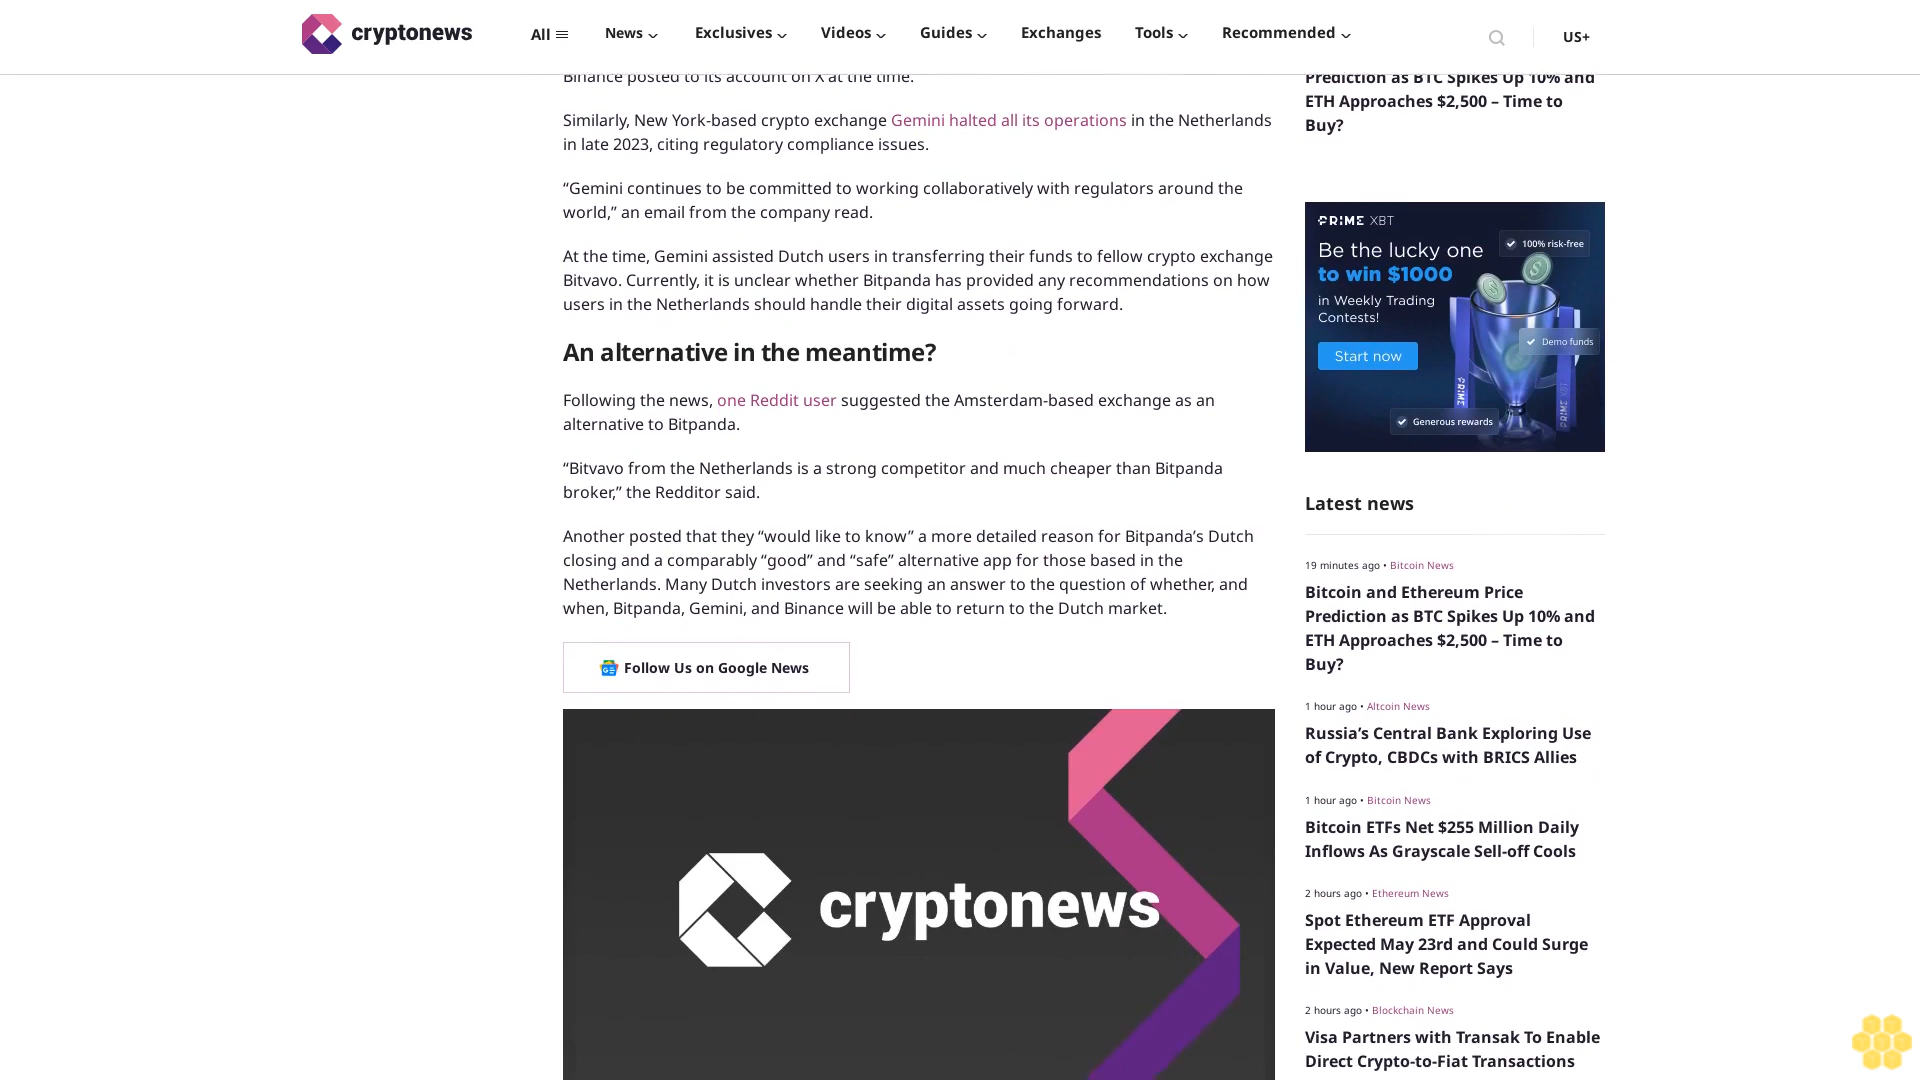 cryptonews
All
News
Exclusives
Videos
Guides
Exchanges
Tools
Recommended
US+
Binance posted to its account on X at the time.
Similarly, New York-based crypto exchange Gemini halted all its operations in the Netherlands
in late 2023, citing regulatory compliance issues.
“Gemini continues to be committed to working collaboratively with regulators around the
world,” an email from the company read.
At the time, Gemini assisted Dutch users in transferring their funds to fellow crypto exchange
Bitvavo. Currently, it is unclear whether Bitpanda has provided any recommendations on how
users in the Netherlands should handle their digital assets going forward.
An alternative in the meantime?
Following the news, one Reddit user suggested the Amsterdam-based exchange as an
alternative to Bitpanda.
“Bitvavo from the Netherlands is a strong competitor and much cheaper than Bitpanda
broker,” the Redditor said.
Another posted that they “would like to know” a more detailed reason for Bitpanda’s Dutch
closing and a comparably “good” and “safe” alternative app for those based in the
Netherlands. Many Dutch investors are seeking an answer to the question of whether, and
when, Bitpanda, Gemini, and Binance will be able to return to the Dutch market.
Follow Us on Google News
cryptonews
Prediction as BTC Spikes Up 10% and
ETH Approaches $2,500 – Time to
Buy?
PRIME XBT
Be the lucky one
to win $1000
in Weekly Trading
Contests!
Start now
100% risk-free
Demo funds
Generous rewards
PRIME
PRIME XBT
Latest news
19 minutes ago • Bitcoin News
Bitcoin and Ethereum Price
Prediction as BTC Spikes Up 10% and
ETH Approaches $2,500 – Time to
Buy?
1 hour ago • Altcoin News
Russia’s Central Bank Exploring Use
of Crypto, CBDCs with BRICS Allies
1 hour ago • Bitcoin News
Bitcoin ETFs Net $255 Million Daily
Inflows As Grayscale Sell-off Cools
2 hours ago • Ethereum News
Spot Ethereum ETF Approval
Expected May 23rd and Could Surge
in Value, New Report Says
2 hours ago • Blockchain News
Visa Partners with Transak To Enable
Direct Crypto-to-Fiat Transactions